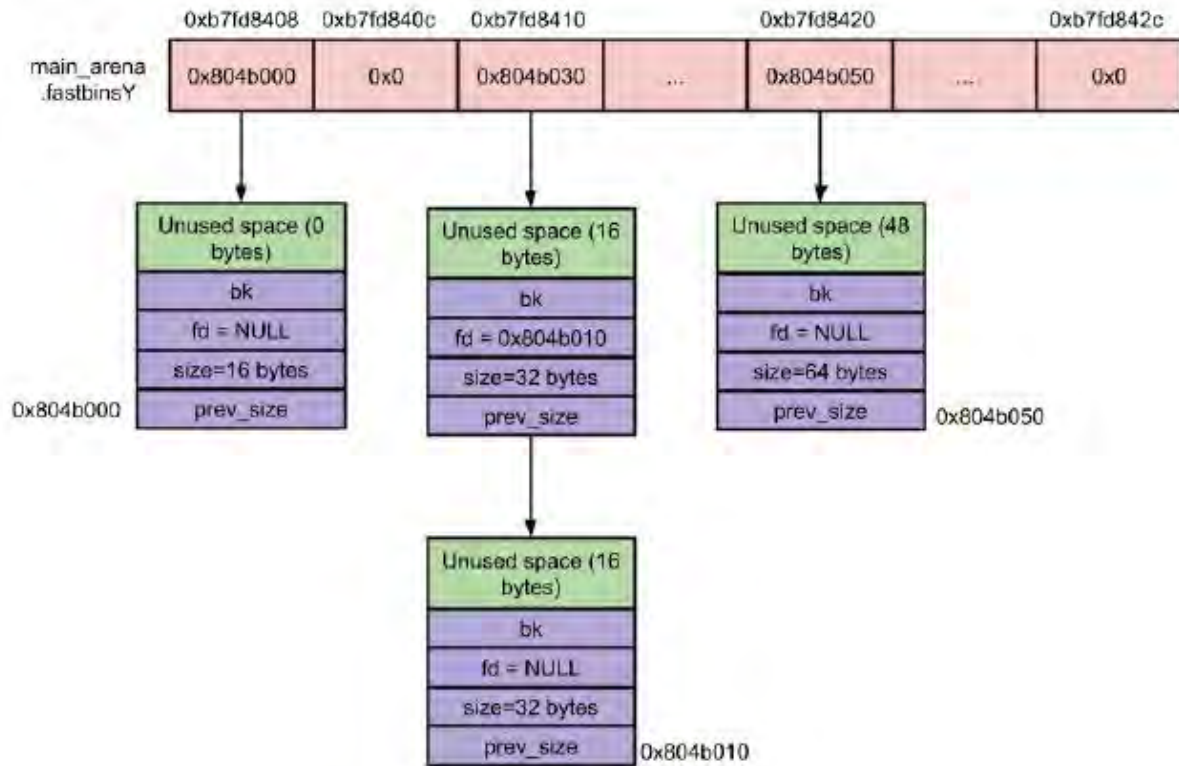 0xb7fd8408 0xb7fd840c 0xb7fd8410 0xb7fd8420 0xb7fd842c
main_arena
.fastbinsY
0x804b000 0x0 0x804b030 ... 0x804b050 ... 0x0
Unused space (0
bytes)
bk
fd = NULL
size=16 bytes
prev_size
0x804b000
Unused space (16
bytes)
bk
fd = 0x804b010
size=32 bytes
prev_size
Unused space (48
bytes)
bk
fd = NULL
size=64 bytes
prev_size
0x804b050
Unused space (16
bytes)
bk
fd = NULL
size=32 bytes
prev_size
0x804b010